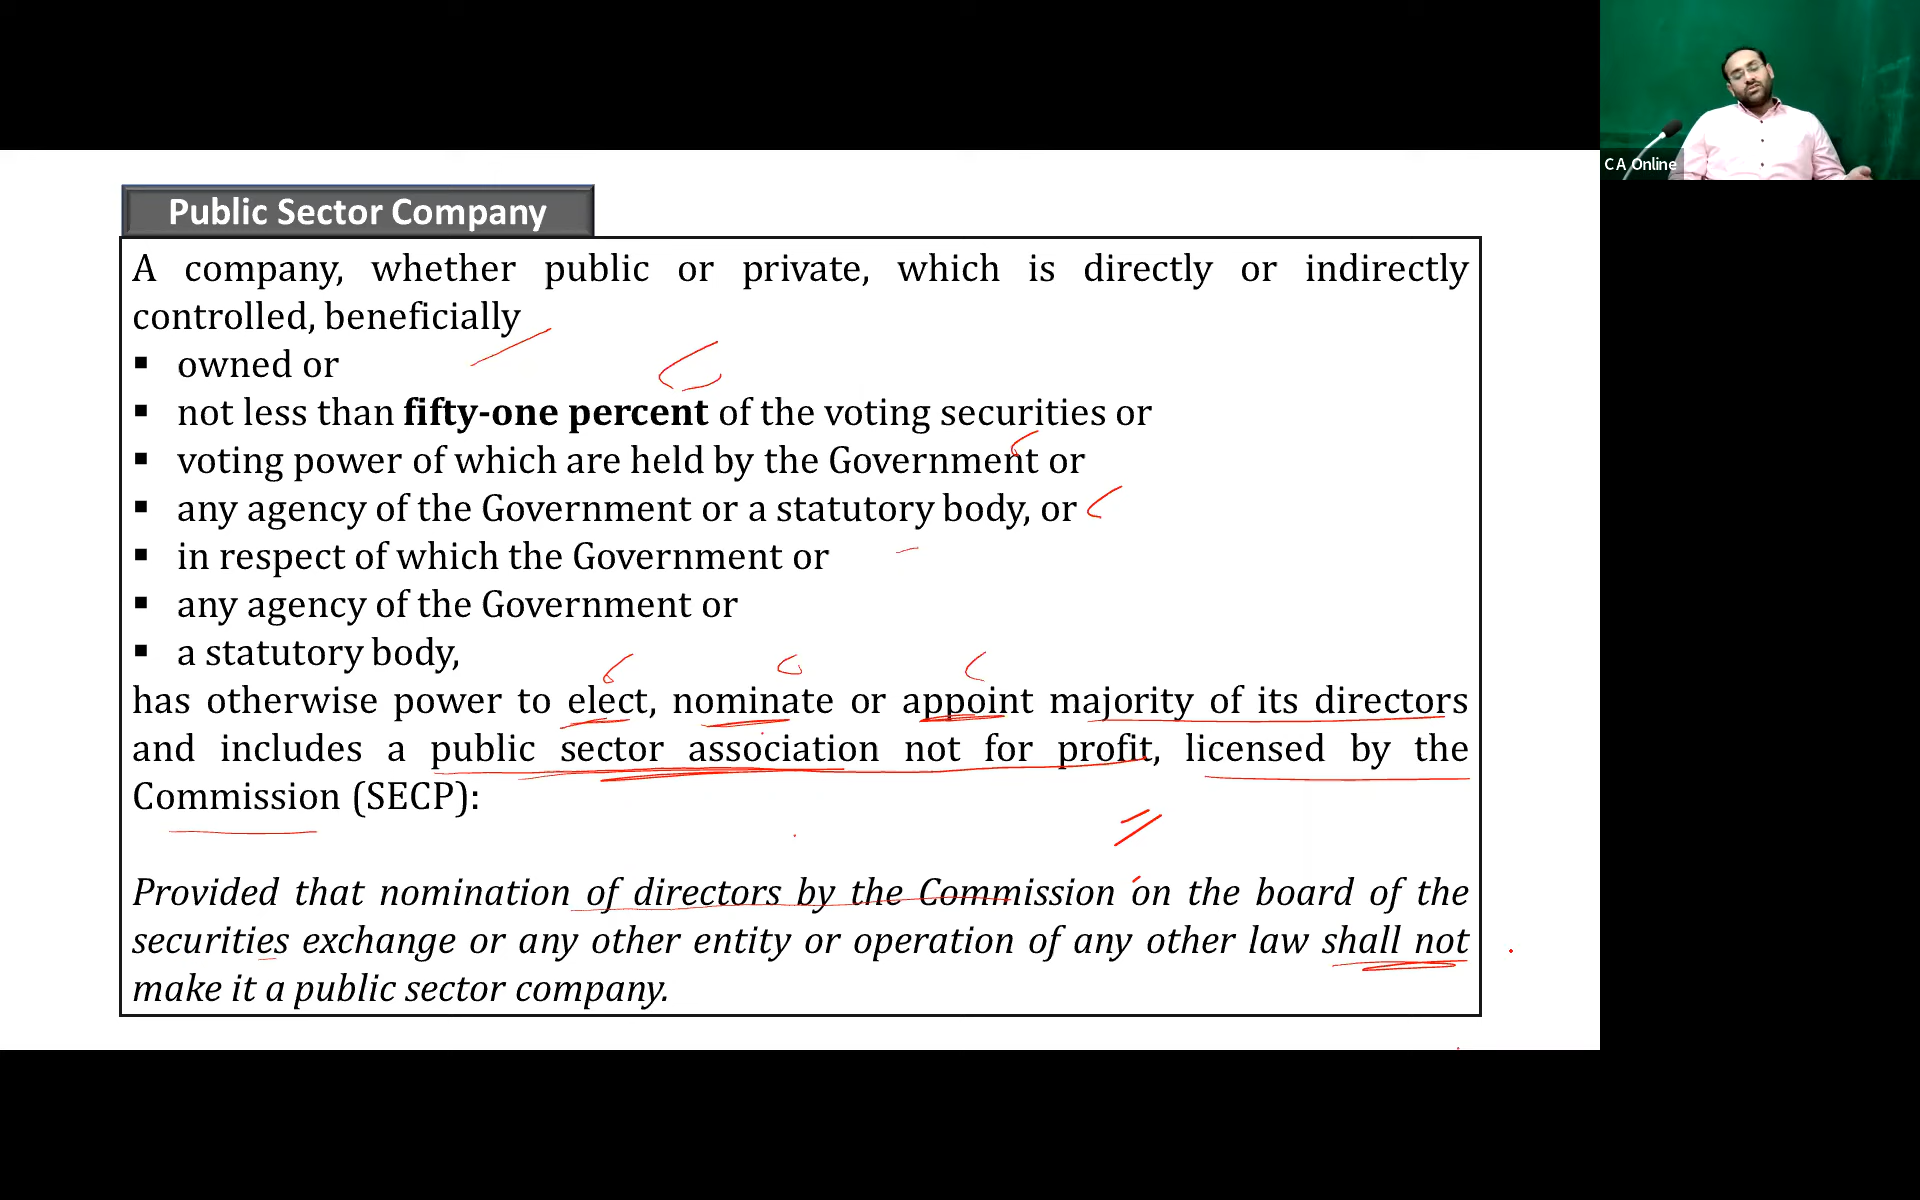 C A Online
Public Sector Company
A company, whether public or private, which is directly or indirectly
controlled, beneficially
▪ owned or
▪ not less than fifty-one percent of the voting securities or
▪ voting power of which are held by the Government or
▪ any agency of the Government or a statutory body, or
▪ in respect of which the Government or
▪ any agency of the Government or
▪ a statutory body,
has otherwise power to elect, nominate or appoint majority of its directors
and includes a public sector association not for profit, licensed by the
Commission (SECP):
Provided that nomination of directors by the Commission on the board of the
securities exchange or any other entity or operation of any other law shall not
make it a public sector company.